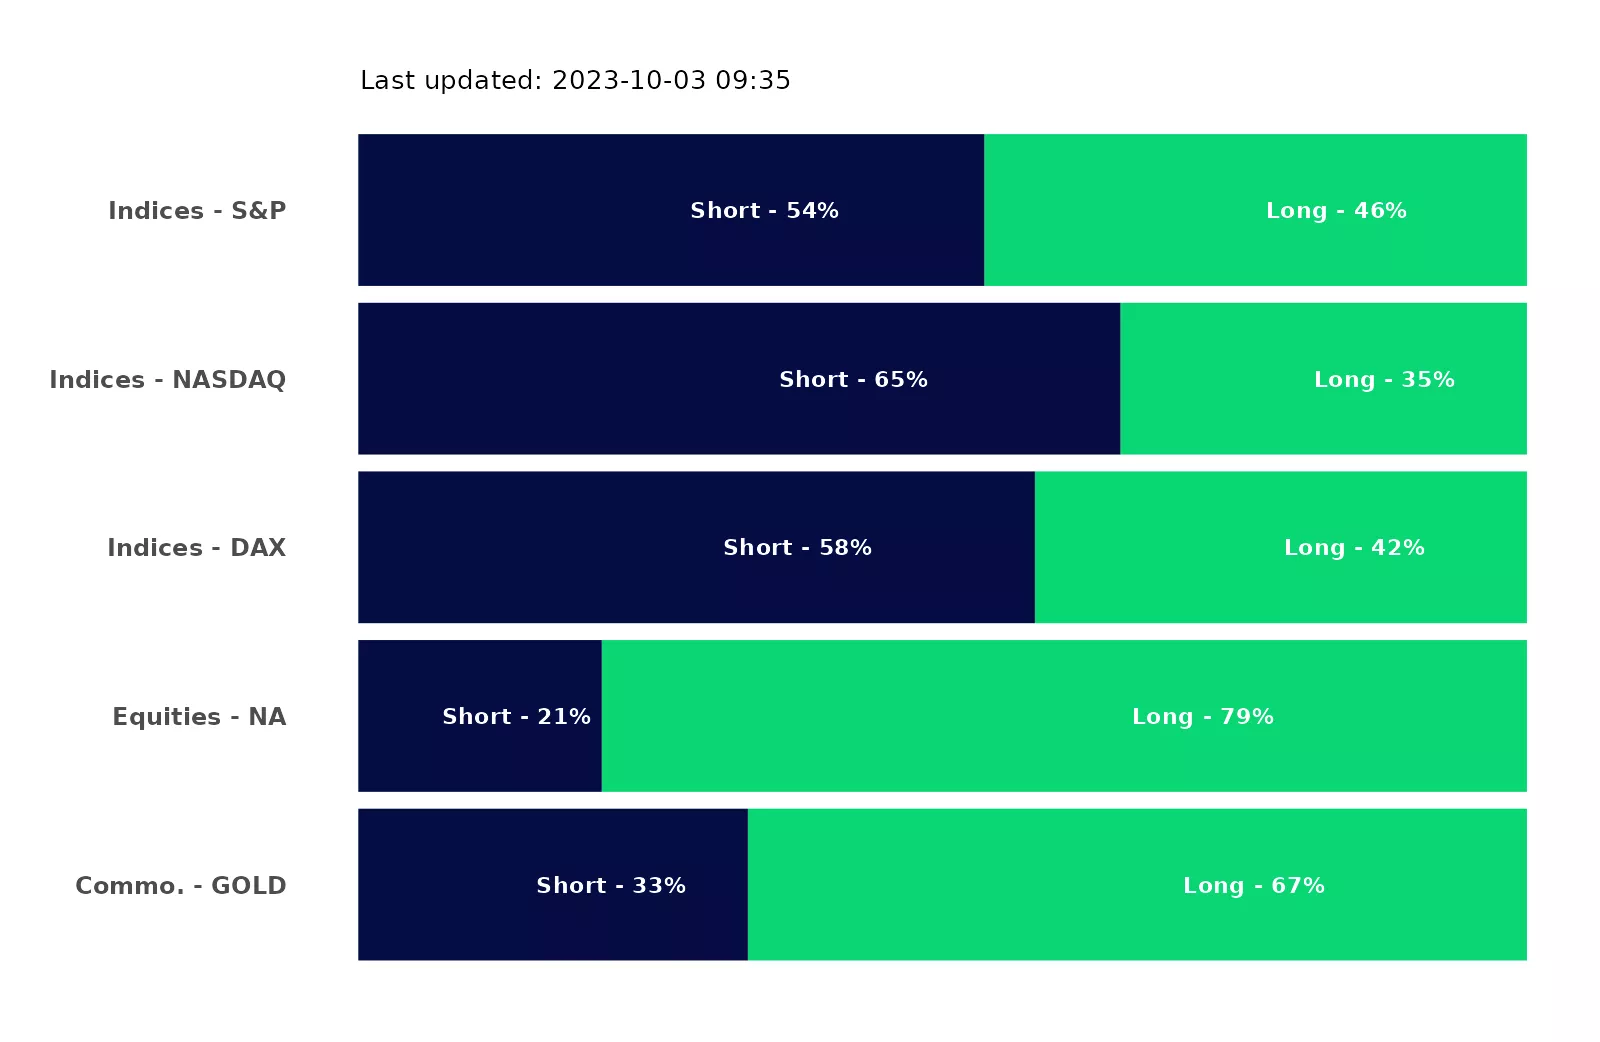 Last updated: 2023-10-03 09:35
Indices - S&P Short - 54% Long - 46%
Indices - NASDAQ Short - 65% Long - 35%
Indices - DAX Short - 58% Long - 42%
Equities - NA Short - 21% Long - 79%
Commo. - GOLD Short - 33% Long - 67%